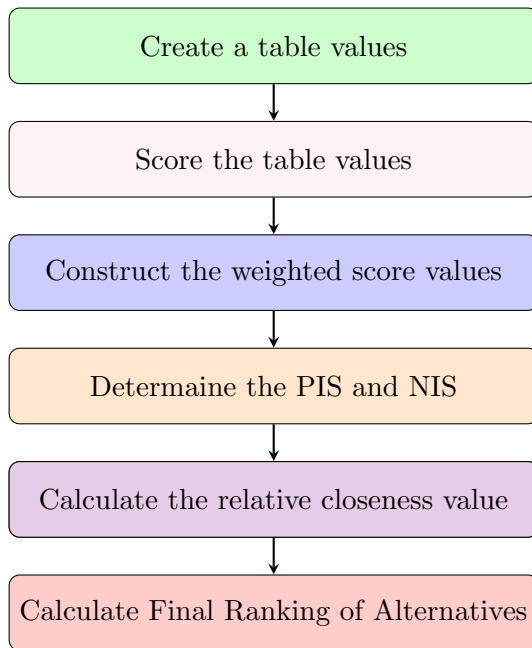 Create a table values
Score the table values
Construct the weighted score values
Determaine the PIS and NIS
Calculate the relative closeness value
Calculate Final Ranking of Alternatives